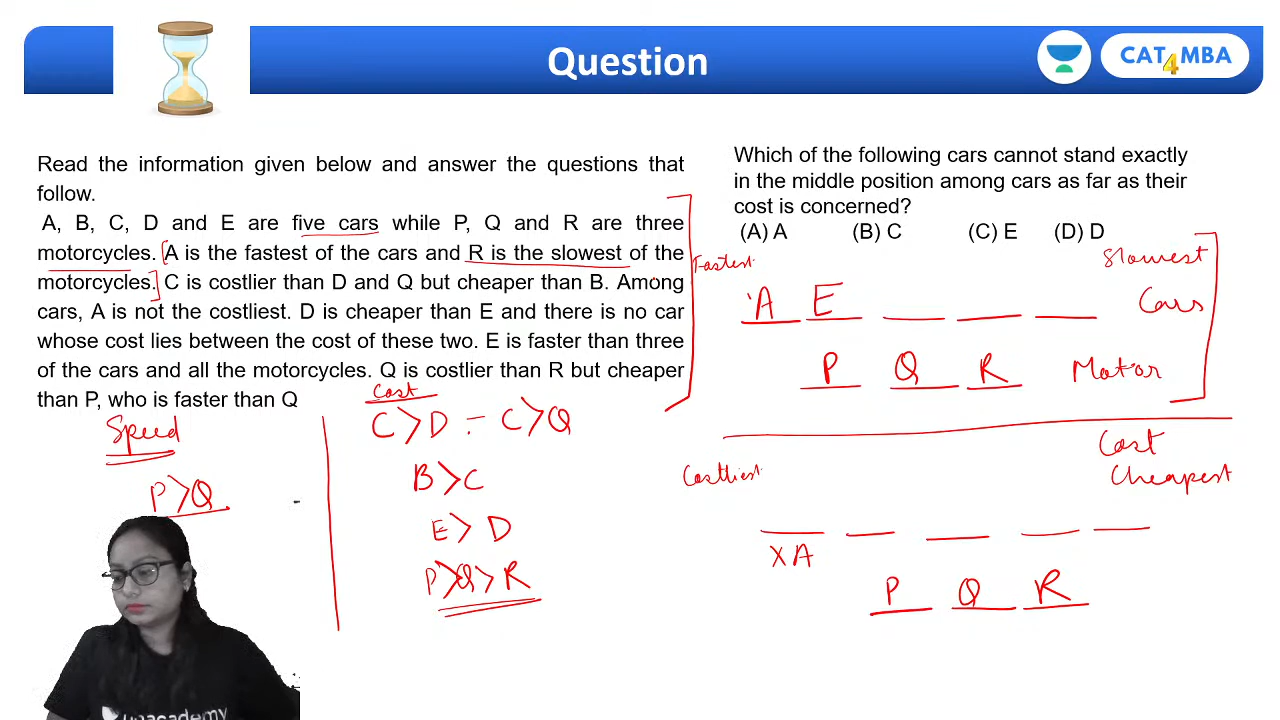 Question
CAT4MBA
Read the information given below and answer the questions that
follow.
A, B, C, D and E are five cars while P, Q and R are three
motorcycles. A is the fastest of the cars and R is the slowest of the
motorcycles. C is costlier than D and Q but cheaper than B. Among
cars, A is not the costliest. D is cheaper than E and there is no car
whose cost lies between the cost of these two. E is faster than three
of the cars and all the motorcycles. Q is costlier than R but cheaper
than P, who is faster than Q
Speed
P>Q
Cost
C>D - C>Q
B>C
E>D
P>Q>R
Which of the following cars cannot stand exactly
in the middle position among cars as far as their
cost is concerned?
(A) A (B) C (C) E (D) D
Fastest Slowest
A E Cars
P Q R Motor
Cost
Costliest Cheapest
X A
P Q R